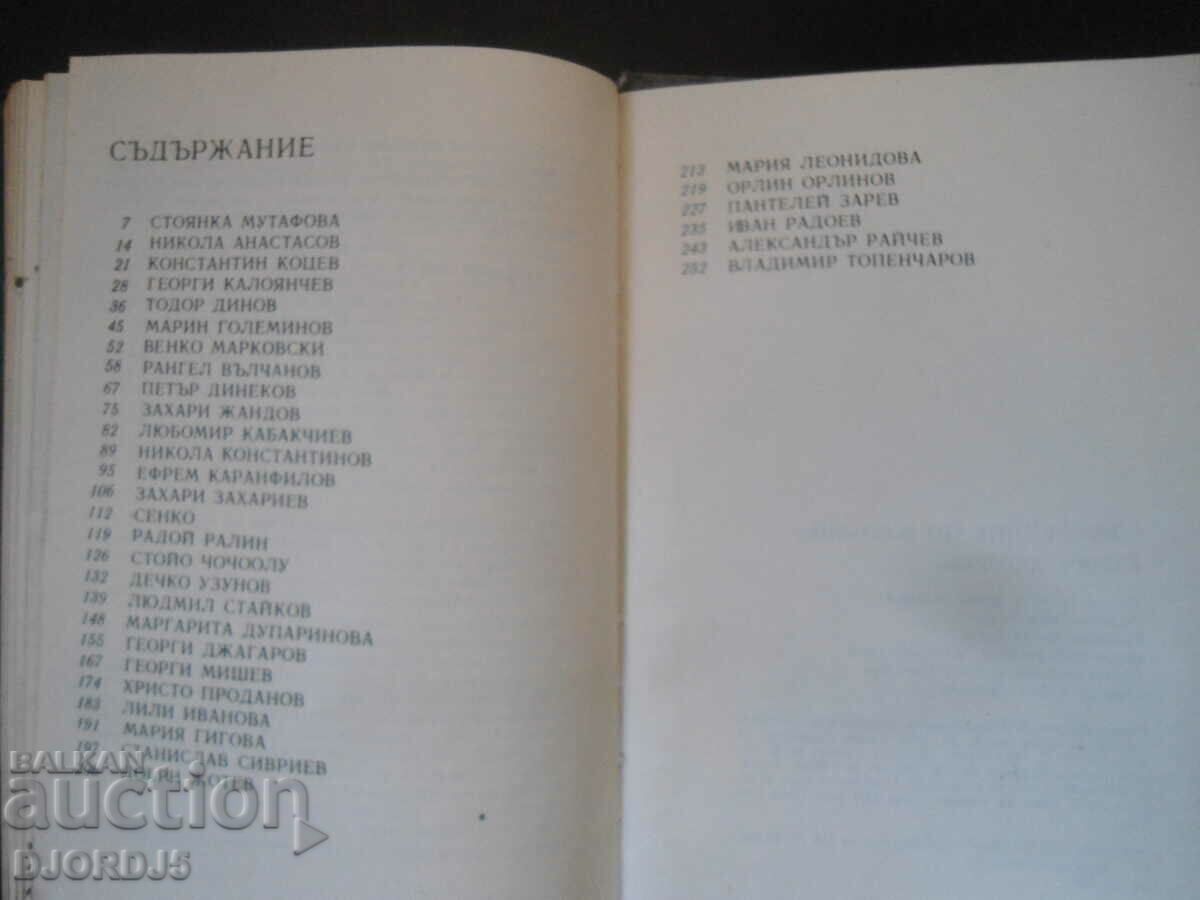 СЪДЪРЖАНИЕ
7 СТОЯНКА МУТАФОВА
14 НИКОЛА АНАСТАСОВ
21 КОНСТАНТИН КОЦЕВ
28 ГЕОРГИ КАЛОЯНЧЕВ
36 ТОДОР ДИНОВ
45 МАРИН ГОЛЕМИНОВ
52 ВЕНКО МАРКОВСКИ
58 РАНГЕЛ ВЪЛЧАНОВ
67 ПЕТЪР ДИНЕКОВ
75 ЗАХАРИ ЖАНДОВ
82 ЛЮБОМИР КАБАКЧИЕВ
89 НИКОЛА КОНСТАНТИНОВ
95 ЕФРЕМ КАРАНФИЛОВ
106 ЗАХАРИ ЗАХАРИЕВ
112 СЕНКО
119 РАДОЙ РАЛИН
126 СТОЙО ЧОЧООЛУ
132 ДЕЧКО УЗУНОВ
139 ЛЮДМИЛ СТАЙКОВ
148 МАРГАРИТА ДУПАРИНОВА
155 ГЕОРГИ ДЖАГАРОВ
167 ГЕОРГИ МИШЕВ
174 ХРИСТО ПРОДАНОВ
183 ЛИЛИ ИВАНОВА
191 МАРИЯ ГИГОВА
197 СТАНИСЛАВ СИВРИЕВ
ЖОТЕВ
213 МАРИЯ ЛЕОНИДОВА
219 ОРЛИН ОРЛИНОВ
227 ПАНТЕЛЕЙ ЗАРЕВ
235 ИВАН РАДОЕВ
243 АЛЕКСАНДЪР РАЙЧЕВ
252 ВЛАДИМИР ТОПЕНЧАРОВ
BALKAN
auction
DJORDJ5